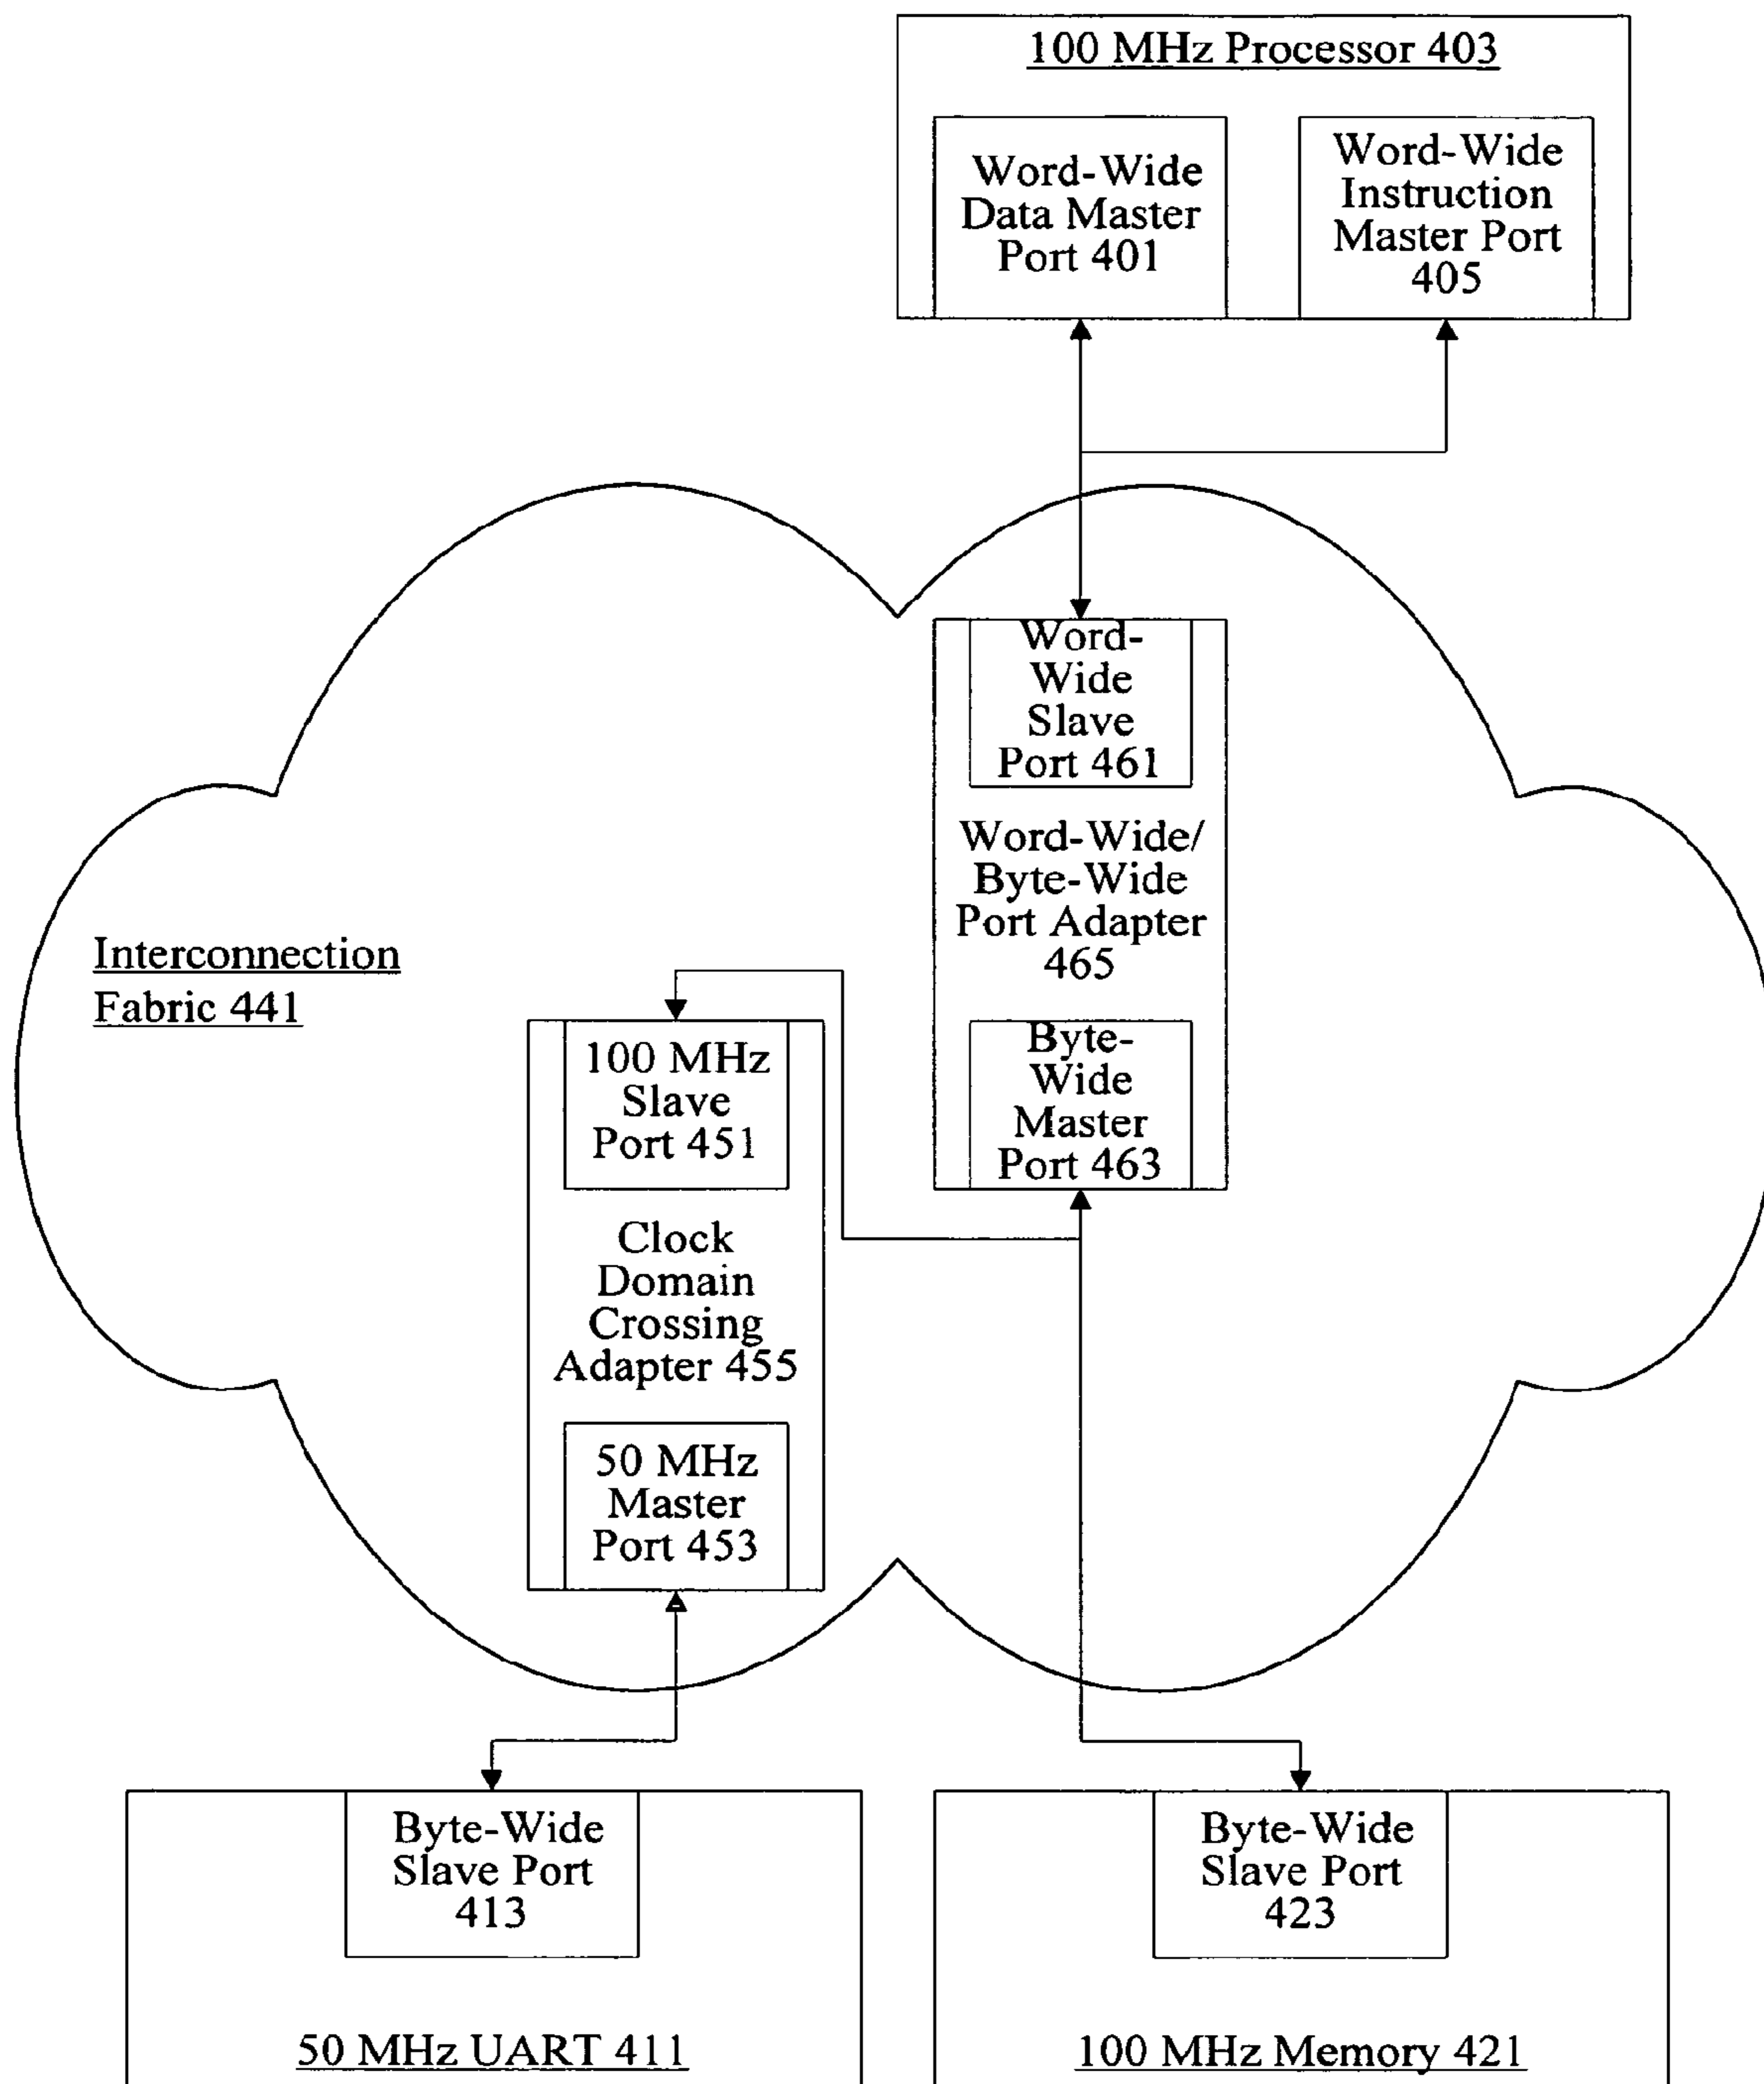 100 MHz Processor 403
Word-Wide
Data Master
Port 401
Word-Wide
Instruction
Master Port
405
Word-
Wide
Slave
Port 461
Word-Wide/
Byte-Wide
Port Adapter
465
Byte-
Wide
Master
Port 463
Interconnection
Fabric 441
100 MHz
Slave
Port 451
Clock
Domain
Crossing
Adapter 455
50 MHz
Master
Port 453
Byte-Wide
Slave Port
413
50 MHz UART 411
Byte-Wide
Slave Port
423
100 MHz Memory 421